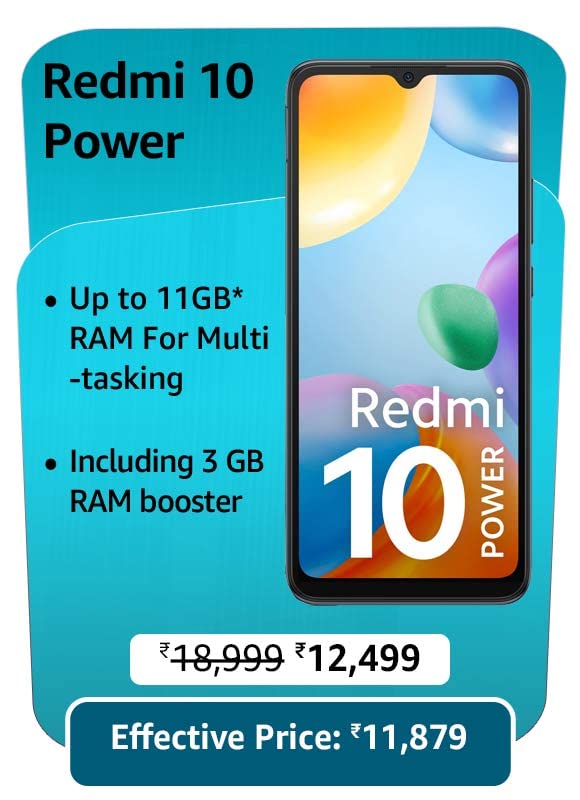 Redmi 10
Power
• Up to 11GB*
RAM For Multi
-tasking
• Including 3 GB
RAM booster
Redmi
10
POWER
₹18,999 ₹12,499
Effective Price: ₹11,879